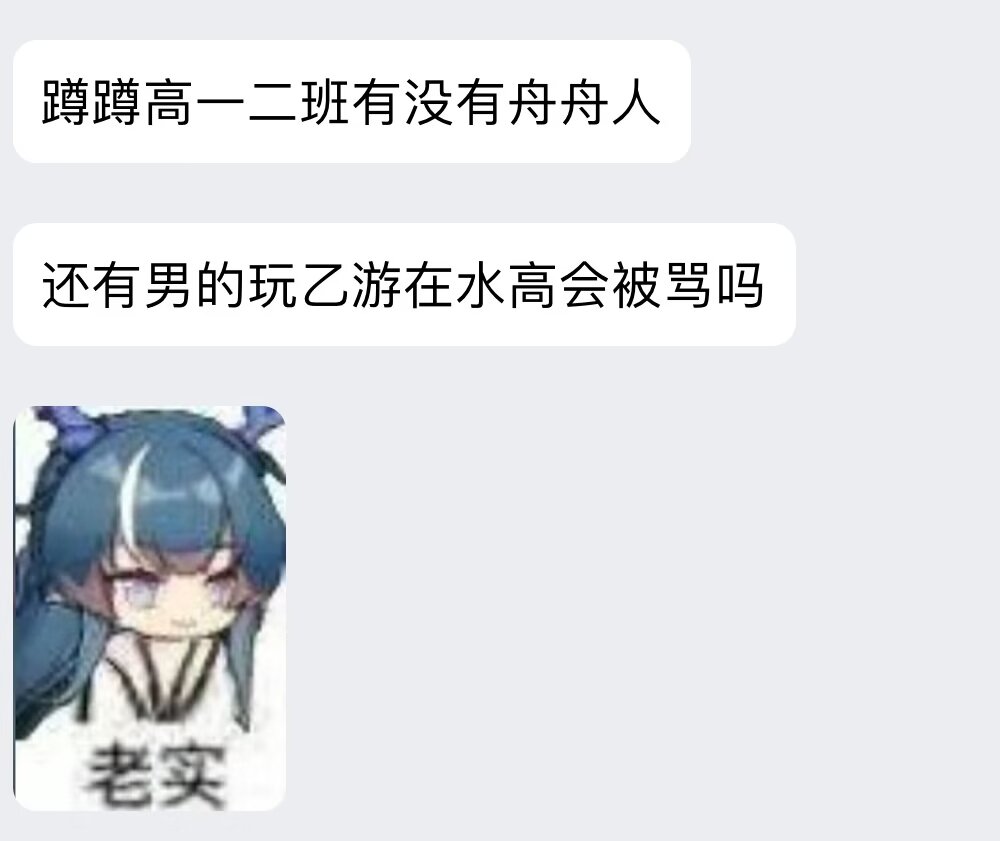 蹲蹲高一二班有没有舟舟人
还有男的玩乙游在水高会被骂吗
老实